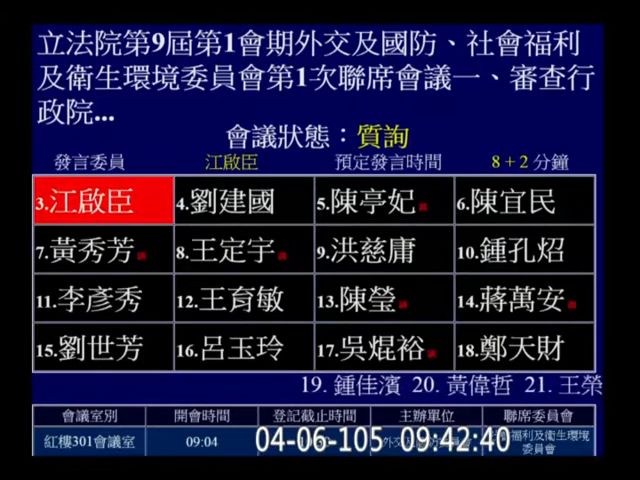 立法院第9屆第1會期外交及國防、社會福利
及衛生環境委員會第1次聯席會議一、審查行
政院...
會議狀態：質詢
發言委員 江啟臣 預定發言時間 8 + 2 分鐘
3.江啟臣 4.劉建國 5.陳亭妃 6.陳宜民
7.黃秀芳 8.王定宇 9.洪慈庸 10.鍾孔炤
11.李彥秀 12.王育敏 13.陳瑩 14.蔣萬安
15.劉世芳 16.呂玉玲 17.吳焜裕 18.鄭天財
19. 鍾佳濱 20. 黃偉哲 21. 王榮
會議室別 開會時間 登記截止時間 主辦單位 聯席委員會
紅樓301會議室 09:04 福利及衛生環境
委員會
04-06-105 09:42:40